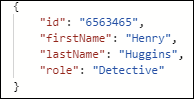 {
"id": "6563465",
"firstName": "Henry",
"lastName": "Huggins",
"role": "Detective"
}